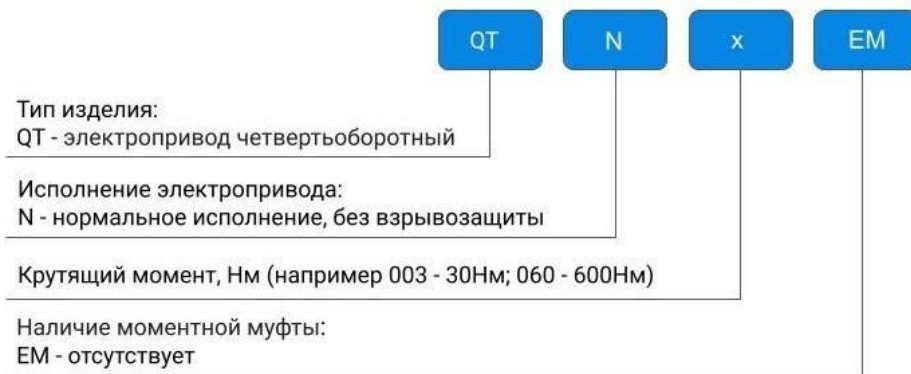 QT N x EM
Тип изделия:
QT - электропривод четвертьоборотный
Исполнение электропривода:
N - нормальное исполнение, без взрывозащиты
Крутящий момент, Нм (например 003 - 30Нм; 060 - 600Нм)
Наличие моментной муфты:
EM - отсутствует